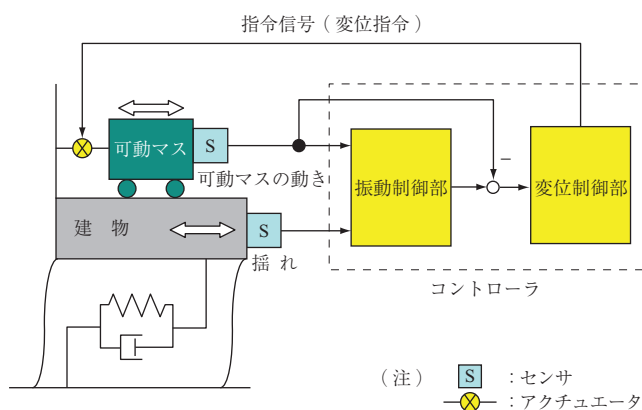 指令信号（変位指令）
可動マス
S
可動マスの動き
振動制御部
−
変位制御部
建 物
S
揺 れ
コントローラ
（注） S ：センサ
：アクチュエータ